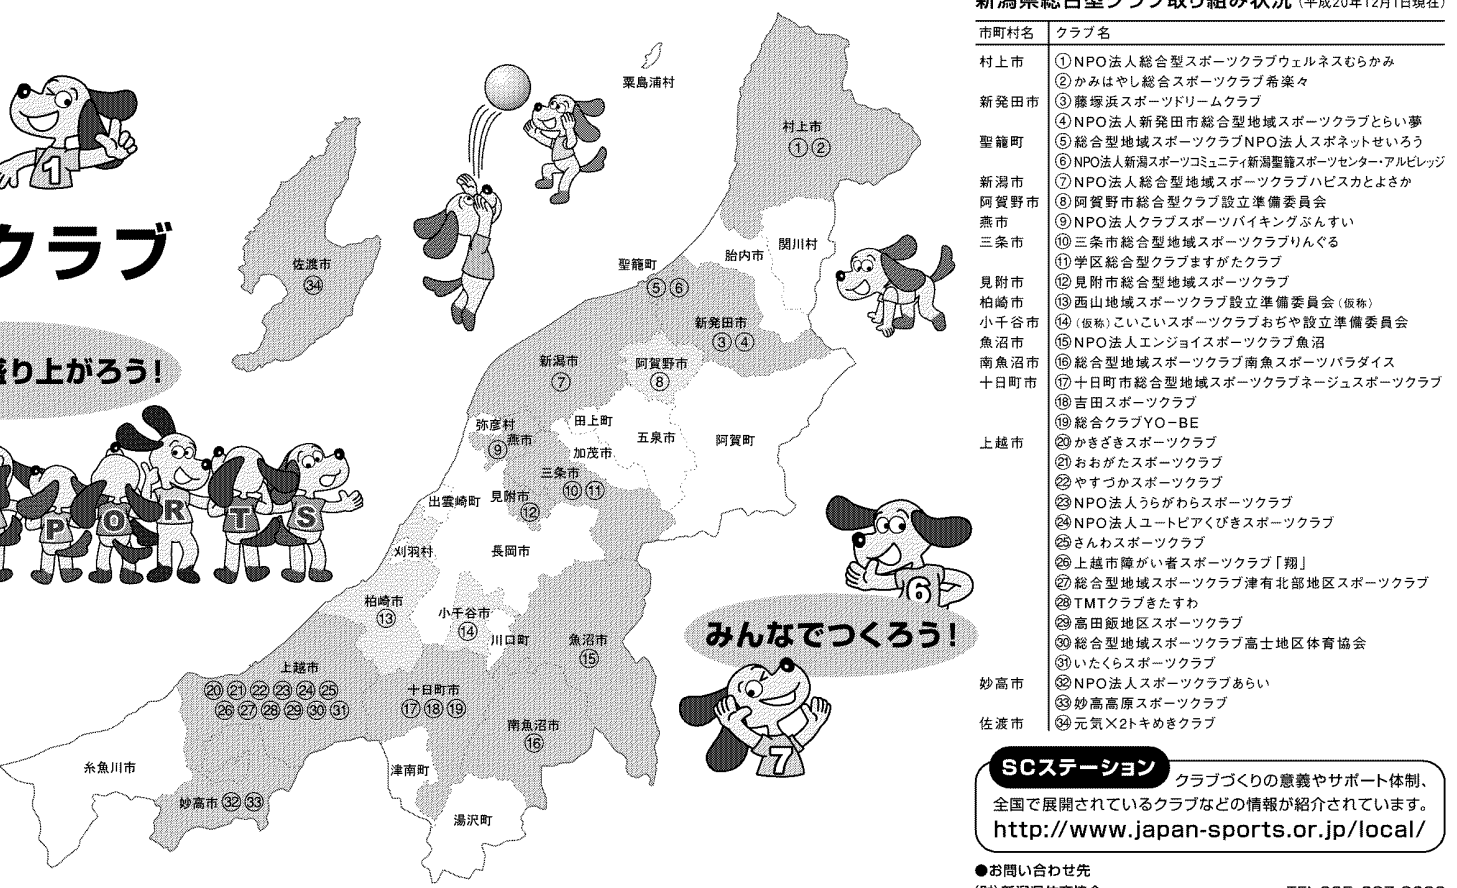 新潟県総合型クラブ取り組み状況（平成20年12月1日現在）
市町村名 クラブ名
村上市 ①NPO法人総合型スポーツクラブウェルネスむらかみ
②かみはやし総合スポーツクラブ希楽々
新発田市 ③藤塚浜スポーツドリームクラブ
④NPO法人新発田市総合型地域スポーツクラブとらい夢
聖籠町 ⑤総合型地域スポーツクラブNPO法人スポネットせいろう
⑥NPO法人新潟スポーツコミュニティ新潟聖籠スポーツセンター・アルビレッジ
新潟市 ⑦NPO法人総合型地域スポーツクラブハピスカとよさか
阿賀野市 ⑧阿賀野市総合型クラブ設立準備委員会
燕市 ⑨NPO法人クラブスポーツバイキングぶんすい
三条市 ⑩三条市総合型地域スポーツクラブりんぐる
⑪学区総合型クラブますがたクラブ
見附市 ⑫見附市総合型地域スポーツクラブ
柏崎市 ⑬西山地域スポーツクラブ設立準備委員会（仮称）
小千谷市 ⑭（仮称）こいこいスポーツクラブおぢや設立準備委員会
魚沼市 ⑮NPO法人エンジョイスポーツクラブ魚沼
南魚沼市 ⑯総合型地域スポーツクラブ南魚スポーツパラダイス
十日町市 ⑰十日町市総合型地域スポーツクラブネージュスポーツクラブ
⑱吉田スポーツクラブ
⑲総合クラブYO-BE
上越市 ⑳かきざきスポーツクラブ
㉑おおがたスポーツクラブ
㉒やすづかスポーツクラブ
㉓NPO法人うらがわらスポーツクラブ
㉔NPO法人ユートピアくびきスポーツクラブ
㉕さんわスポーツクラブ
㉖上越市障がい者スポーツクラブ「翔」
㉗総合型地域スポーツクラブ津有北部地区スポーツクラブ
㉘TMTクラブきたすわ
㉙高田飯地区スポーツクラブ
㉚総合型地域スポーツクラブ高士地区体育協会
㉛いたくらスポーツクラブ
妙高市 ㉜NPO法人スポーツクラブあらい
㉝妙高高原スポーツクラブ
佐渡市 ㉞元気×2トキめきクラブ
SCステーション
クラブづくりの意義やサポート体制、
全国で展開されているクラブなどの情報が紹介されています。
http://www.japan-sports.or.jp/local/
●お問い合わせ先
1
クラブ
盛り上がろう!
P O R T S
粟島浦村
村上市
① ②
佐渡市
㉞
関川村
胎内市
聖籠町
⑤ ⑥
新発田市
③ ④
新潟市
⑦
阿賀野市
⑧
弥彦村
燕市
⑨
田上町
五泉市
阿賀町
加茂市
三条市
⑩ ⑪
出雲崎町
見附市
⑫
刈羽村
長岡市
柏崎市
⑬
小千谷市
⑭
川口町
魚沼市
⑮
6
みんなでつくろう!
7
上越市
⑳ ㉑ ㉒ ㉓ ㉔ ㉕
㉖ ㉗ ㉘ ㉙ ㉚ ㉛
十日町市
⑰ ⑱ ⑲
南魚沼市
⑯
糸魚川市
津南町
妙高市 ㉜ ㉝
湯沢町